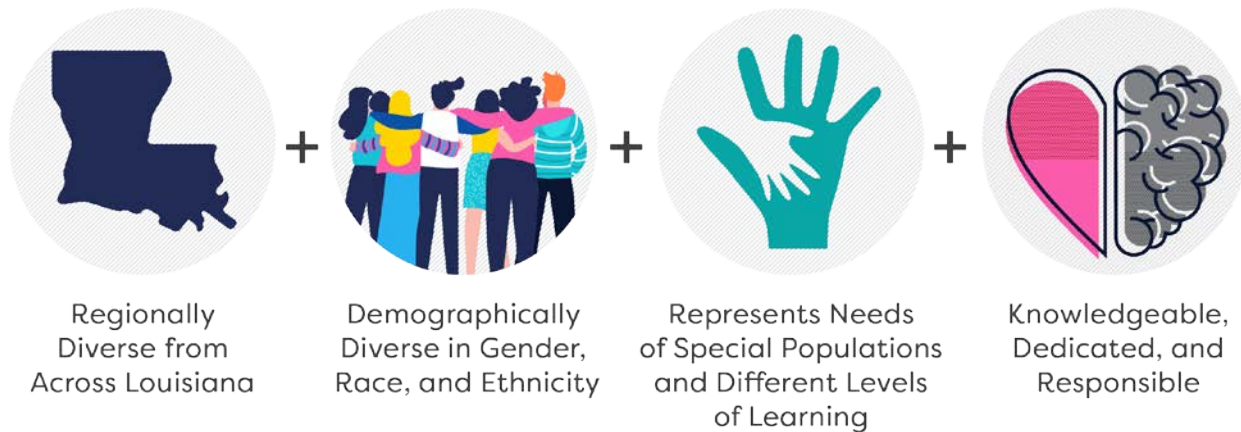 +
+
+
Regionally
Diverse from
Across Louisiana
Demographically
Diverse in Gender,
Race, and Ethnicity
Represents Needs
of Special Populations
and Different Levels
of Learning
Knowledgeable,
Dedicated, and
Responsible